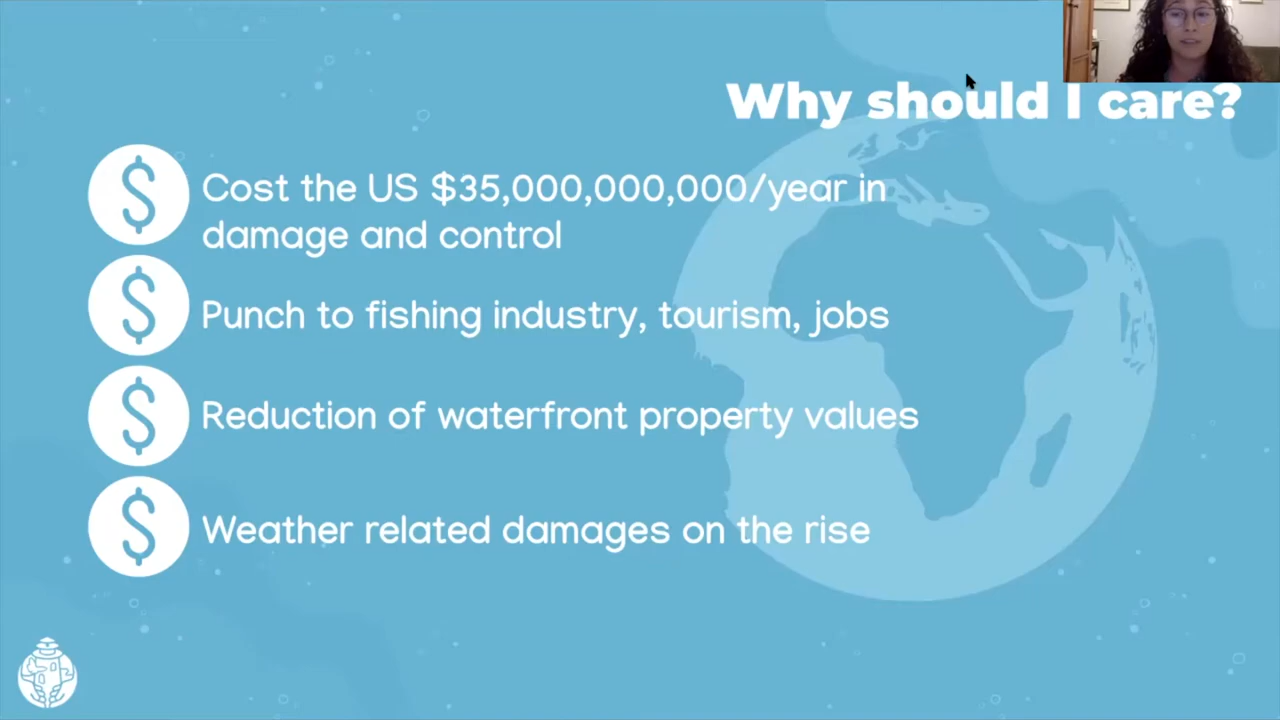 Why should I care?
$ Cost the US $35,000,000,000/year in
damage and control
$ Punch to fishing industry, tourism, jobs
$ Reduction of waterfront property values
$ Weather related damages on the rise